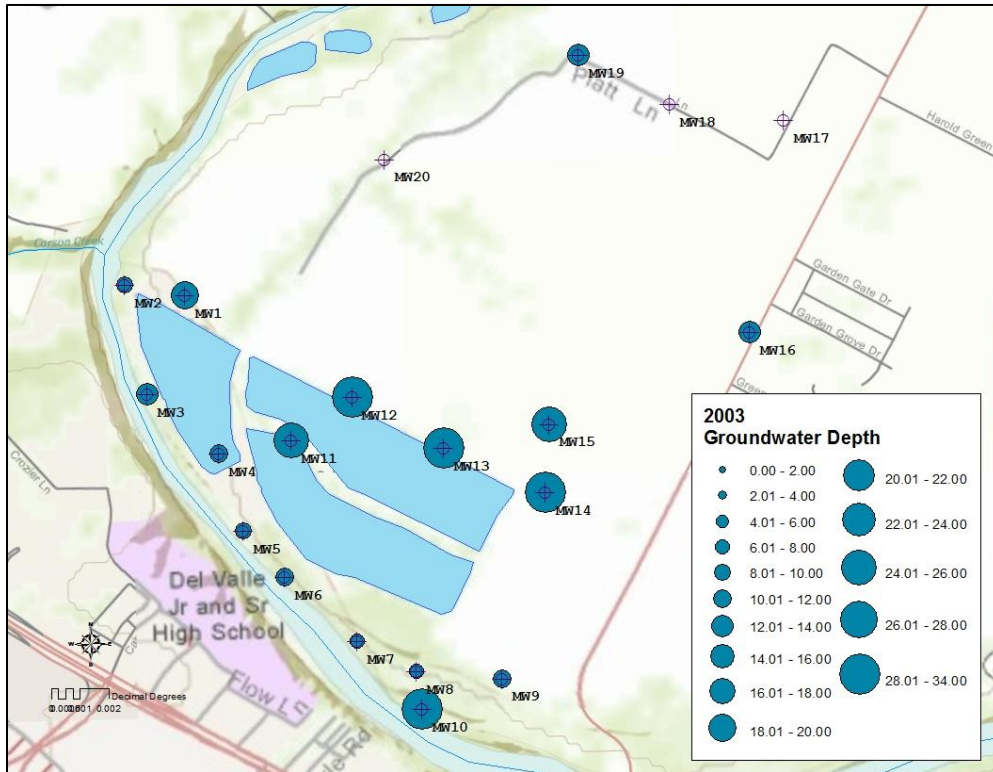 MW19
Platt Ln
Ln
MW18
MW17
Harold Green
MW20
Carson Creek
MW2
MW1
Garden Gate Dr
Garden Grove Dr
MW16
Green
MW3
MW12
MW15
MW11
MW13
MW4
MW14
Crozier Ln
MW5
MW6
Del Valle
Jr and Sr
High School
MW7
MW8
MW9
MW10
Flow LS
Decimal Degrees
0.002
2003
Groundwater Depth
0.00 - 2.00
2.01 - 4.00
4.01 - 6.00
6.01 - 8.00
8.01 - 10.00
10.01 - 12.00
12.01 - 14.00
14.01 - 16.00
16.01 - 18.00
18.01 - 20.00
20.01 - 22.00
22.01 - 24.00
24.01 - 26.00
26.01 - 28.00
28.01 - 34.00